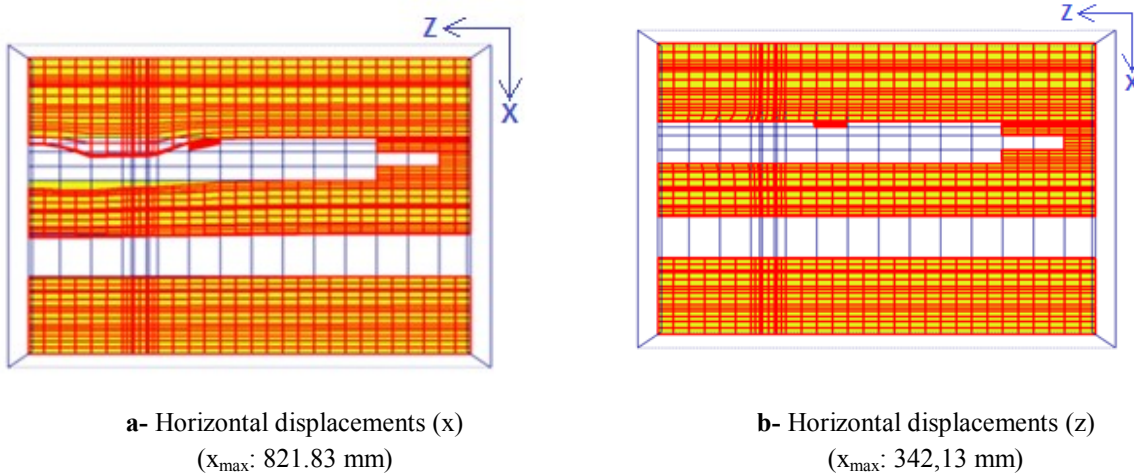 Z
X
Z
X
a- Horizontal displacements (x)
(xmax: 821.83 mm)
b- Horizontal displacements (z)
(xmax: 342,13 mm)